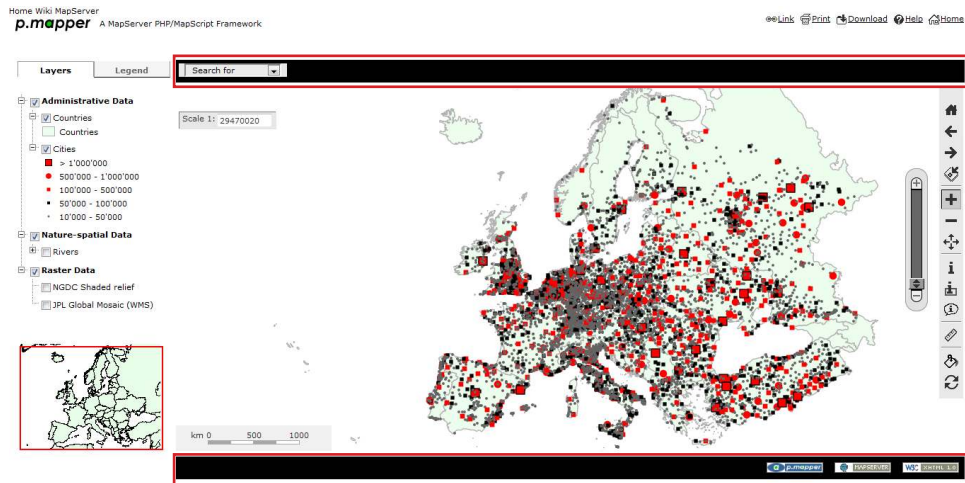 Home Wiki MapServer
p.mapper A MapServer PHP/MapScript Framework
Link Print Download Help Home
Layers Legend
Search for
Administrative Data
Countries
Countries
Cities
> 1'000'000
500'000 - 1'000'000
100'000 - 500'000
50'000 - 100'000
10'000 - 50'000
Nature-spatial Data
Rivers
Raster Data
NGDC Shaded relief
JPL Global Mosaic (WMS)
Scale 1: 29470020
km 0 500 1000
p.mapper MAPSERVER W3C XHTML 1.0